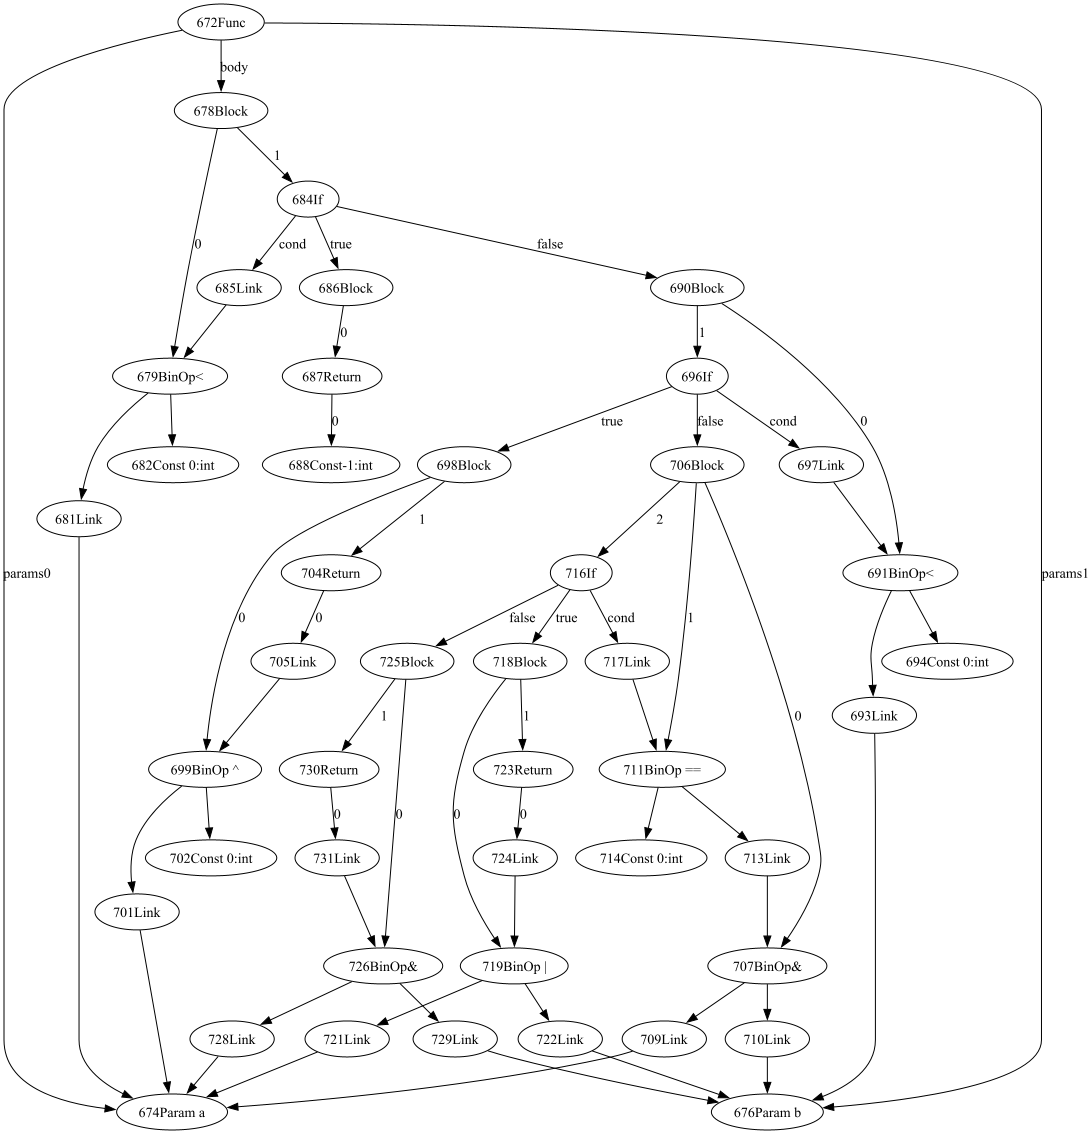 672Func
body
678Block
1
684If
0
cond
true
false
685Link
686Block
690Block
0
1
679BinOp<
687Return
696If
0
true
false
cond
0
682Const 0:int
688Const-1:int
698Block
706Block
697Link
681Link
1
2
params0
704Return
716If
691BinOp<
params1
0
0
false
true
cond
1
705Link
725Block
718Block
717Link
694Const 0:int
1
1
0
693Link
699BinOp ^
730Return
723Return
711BinOp ==
0
0
0
0
702Const 0:int
731Link
724Link
714Const 0:int
713Link
701Link
726BinOp&
719BinOp |
707BinOp&
728Link
721Link
729Link
722Link
709Link
710Link
674Param a
676Param b